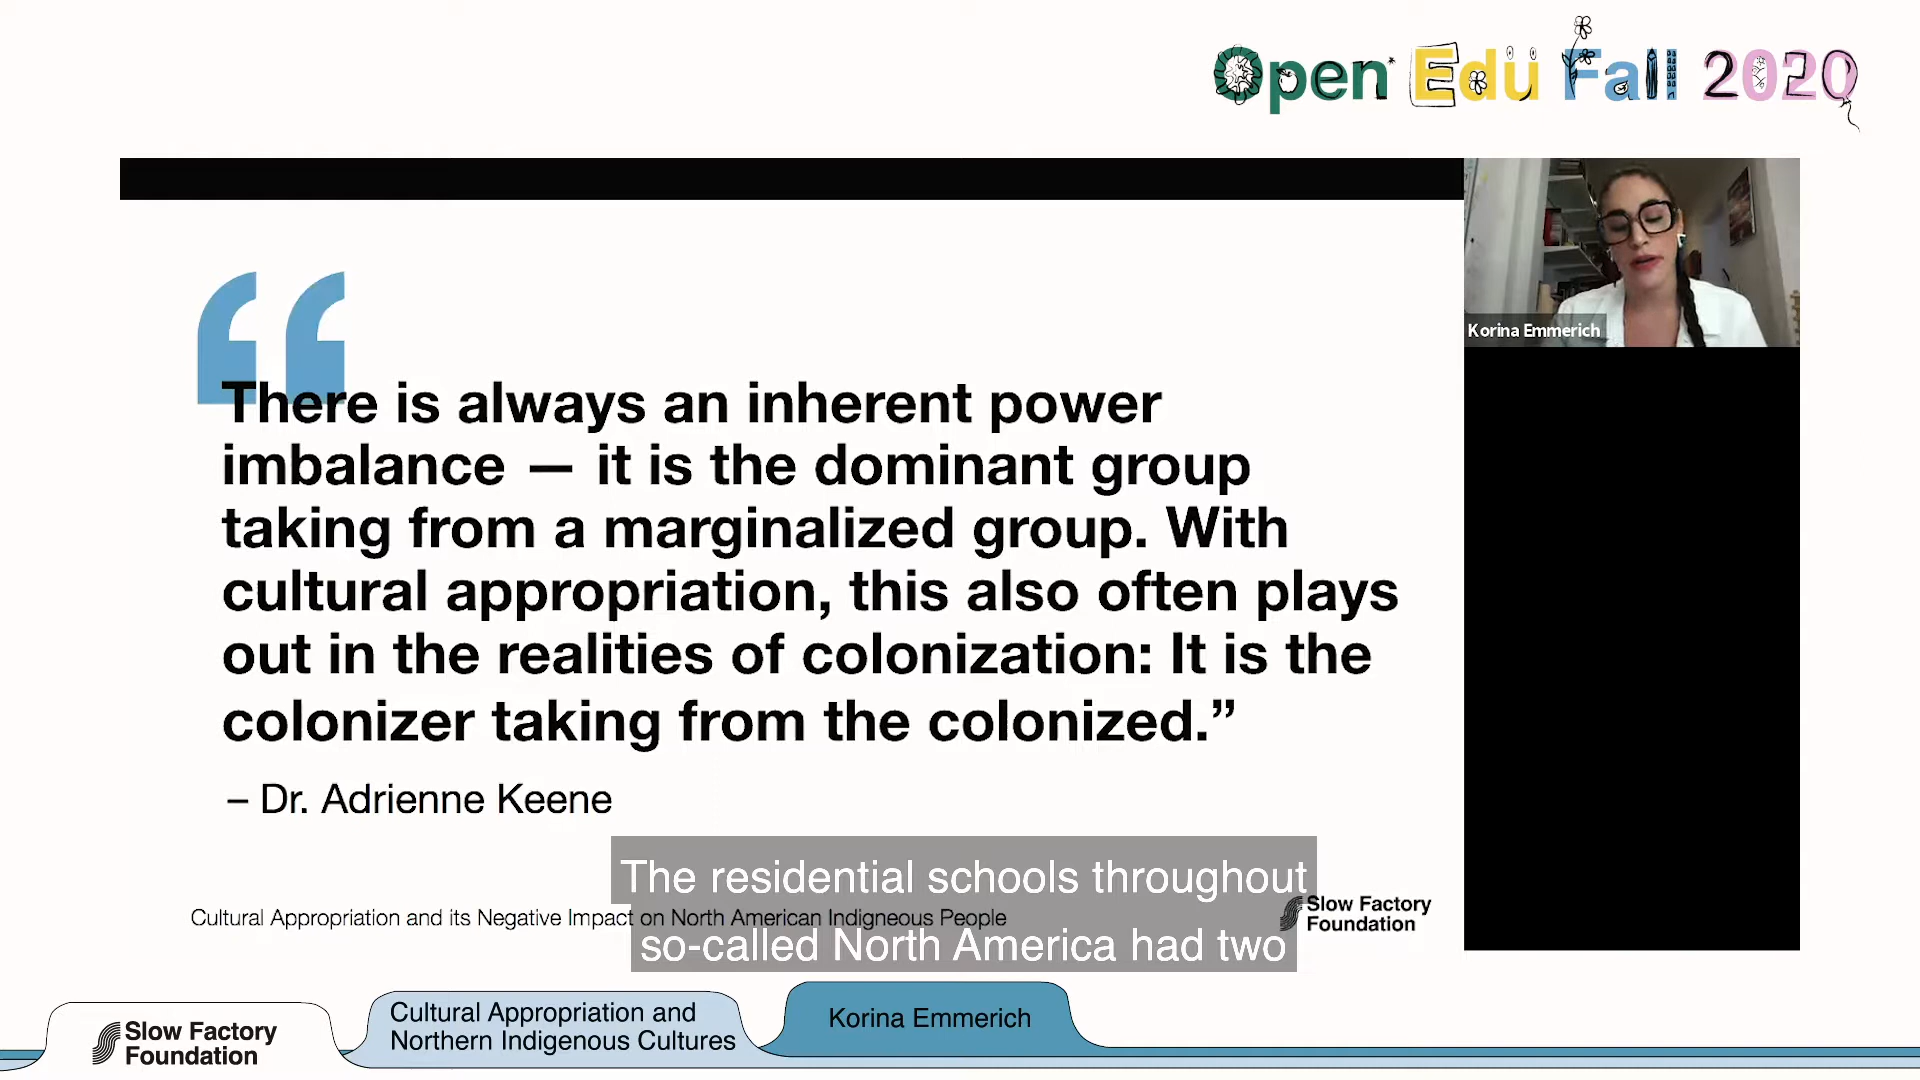 Open Edu Fall 2020
Korina Emmerich
“
There is always an inherent power
imbalance — it is the dominant group
taking from a marginalized group. With
cultural appropriation, this also often plays
out in the realities of colonization: It is the
colonizer taking from the colonized.”
– Dr. Adrienne Keene
The residential schools throughout
so-called North America had two
Cultural Appropriation and its Negative Impact on North American Indigneous People
Slow Factory
Foundation
Slow Factory
Foundation
Cultural Appropriation and
Northern Indigenous Cultures
Korina Emmerich